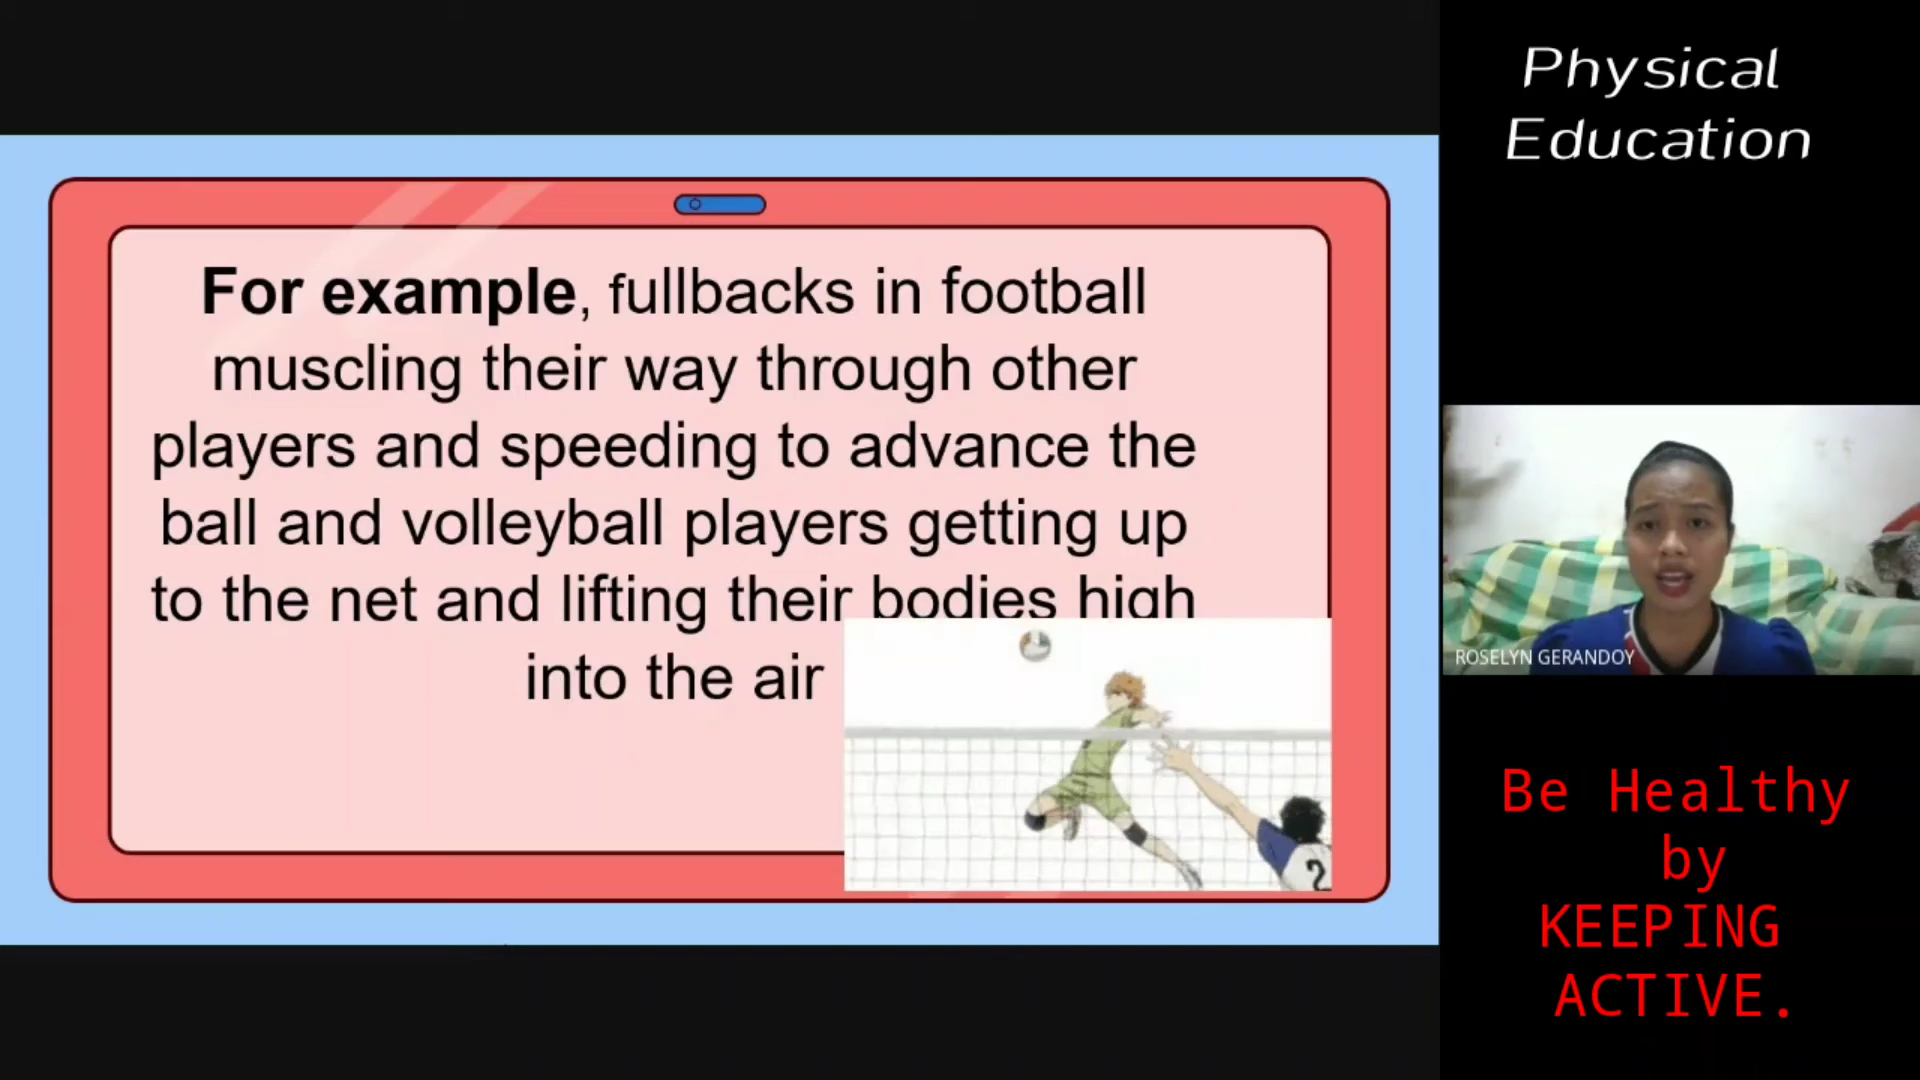 For example, fullbacks in football
muscling their way through other
players and speeding to advance the
ball and volleyball players getting up
to the net and lifting their bodies high
into the air
2
Physical
Education
ROSELYN GERANDOY
Be Healthy
by
KEEPING
ACTIVE.